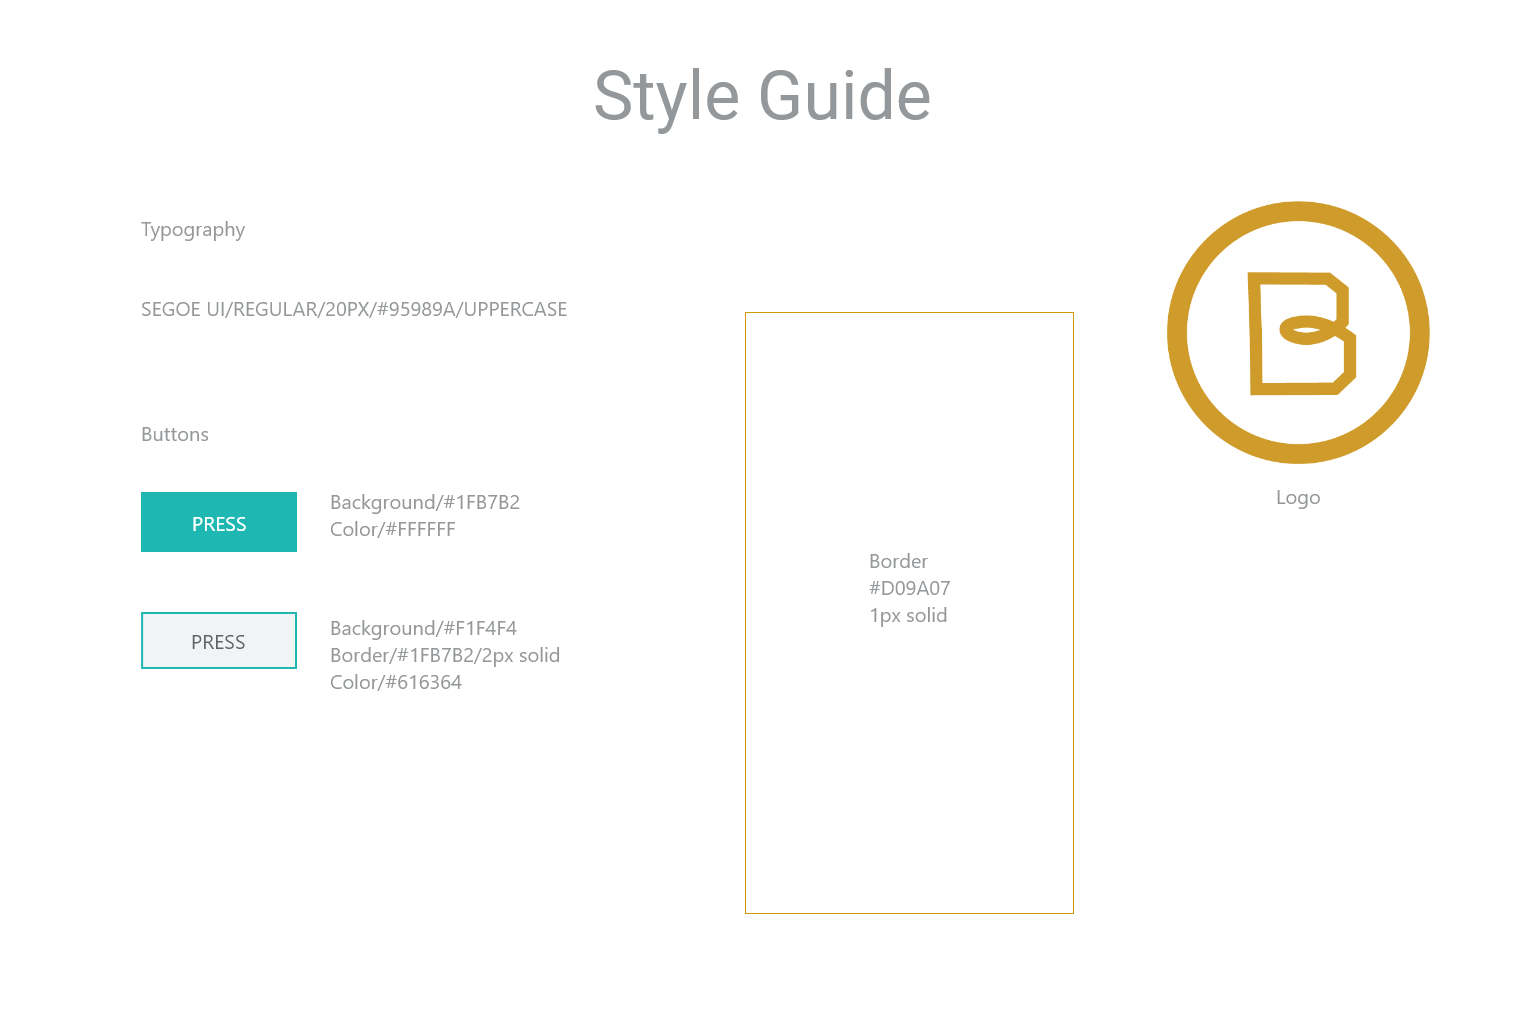 Style Guide
Typography
SEGOE UI/REGULAR/20PX/#95989A/UPPERCASE
Buttons
PRESS
Background/#1FB7B2
Color/#FFFFFF
PRESS
Background/#F1F4F4
Border/#1FB7B2/2px solid
Color/#616364
Border
#D09A07
1px solid
B
Logo